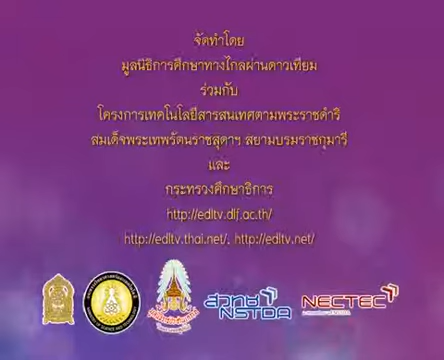 จัดทำโดย
มูลนิธิการศึกษาทางไกลผ่านดาวเทียม
ร่วมกับ
โครงการเทคโนโลยีสารสนเทศตามพระราชดำริ
สมเด็จพระเทพรัตนราชสุดาฯ สยามบรมราชกุมารี
และ
กระทรวงศึกษาธิการ
http://edltv.dlf.ac.th/
http://edltv.thai.net/, http://edltv.net/
สวทช NECTEC
NSTDA